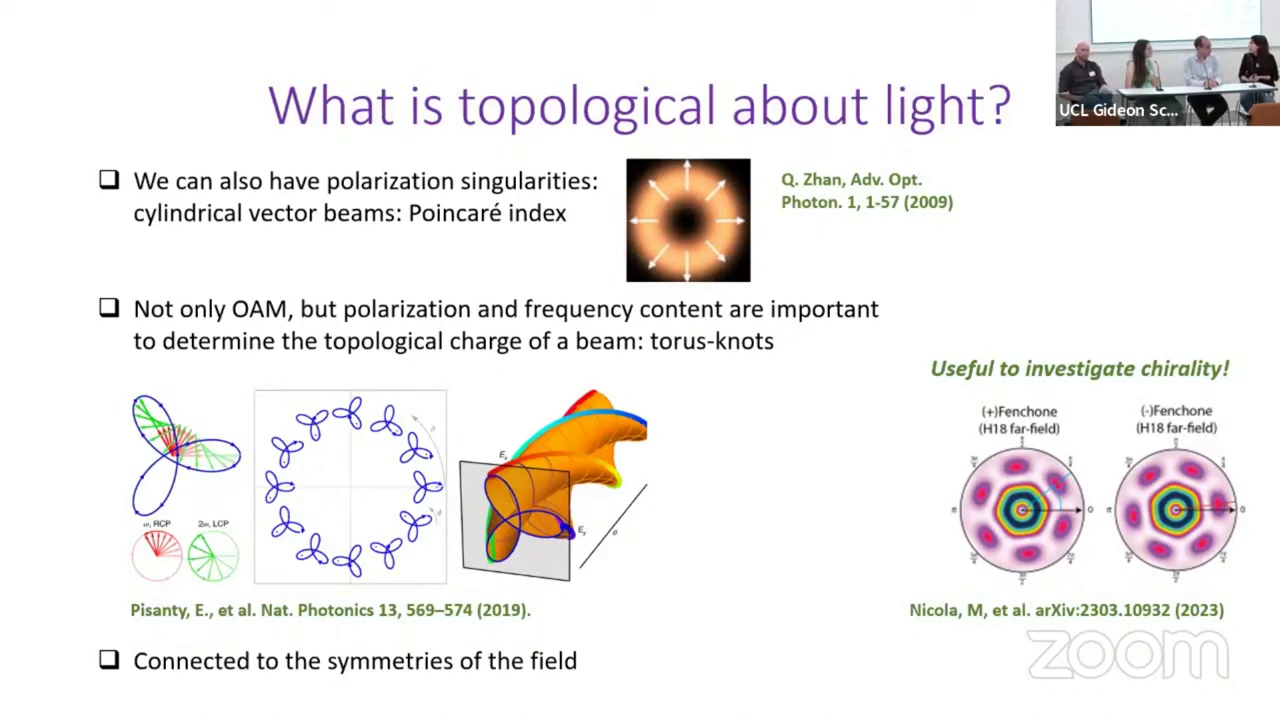 UCL Gideon Sc...
What is topological about light?
We can also have polarization singularities:
cylindrical vector beams: Poincaré index
Q. Zhan, Adv. Opt.
Photon. 1, 1-57 (2009)
Not only OAM, but polarization and frequency content are important
to determine the topological charge of a beam: torus-knots
Useful to investigate chirality!
(+)Fenchone
(H18 far-field)
(-)Fenchone
(H18 far-field)
ω, RCP
2ω, LCP
π
0
π
0
Pisanty, E., et al. Nat. Photonics 13, 569–574 (2019).
Nicola, M, et al. arXiv:2303.10932 (2023)
Connected to the symmetries of the field
zoom